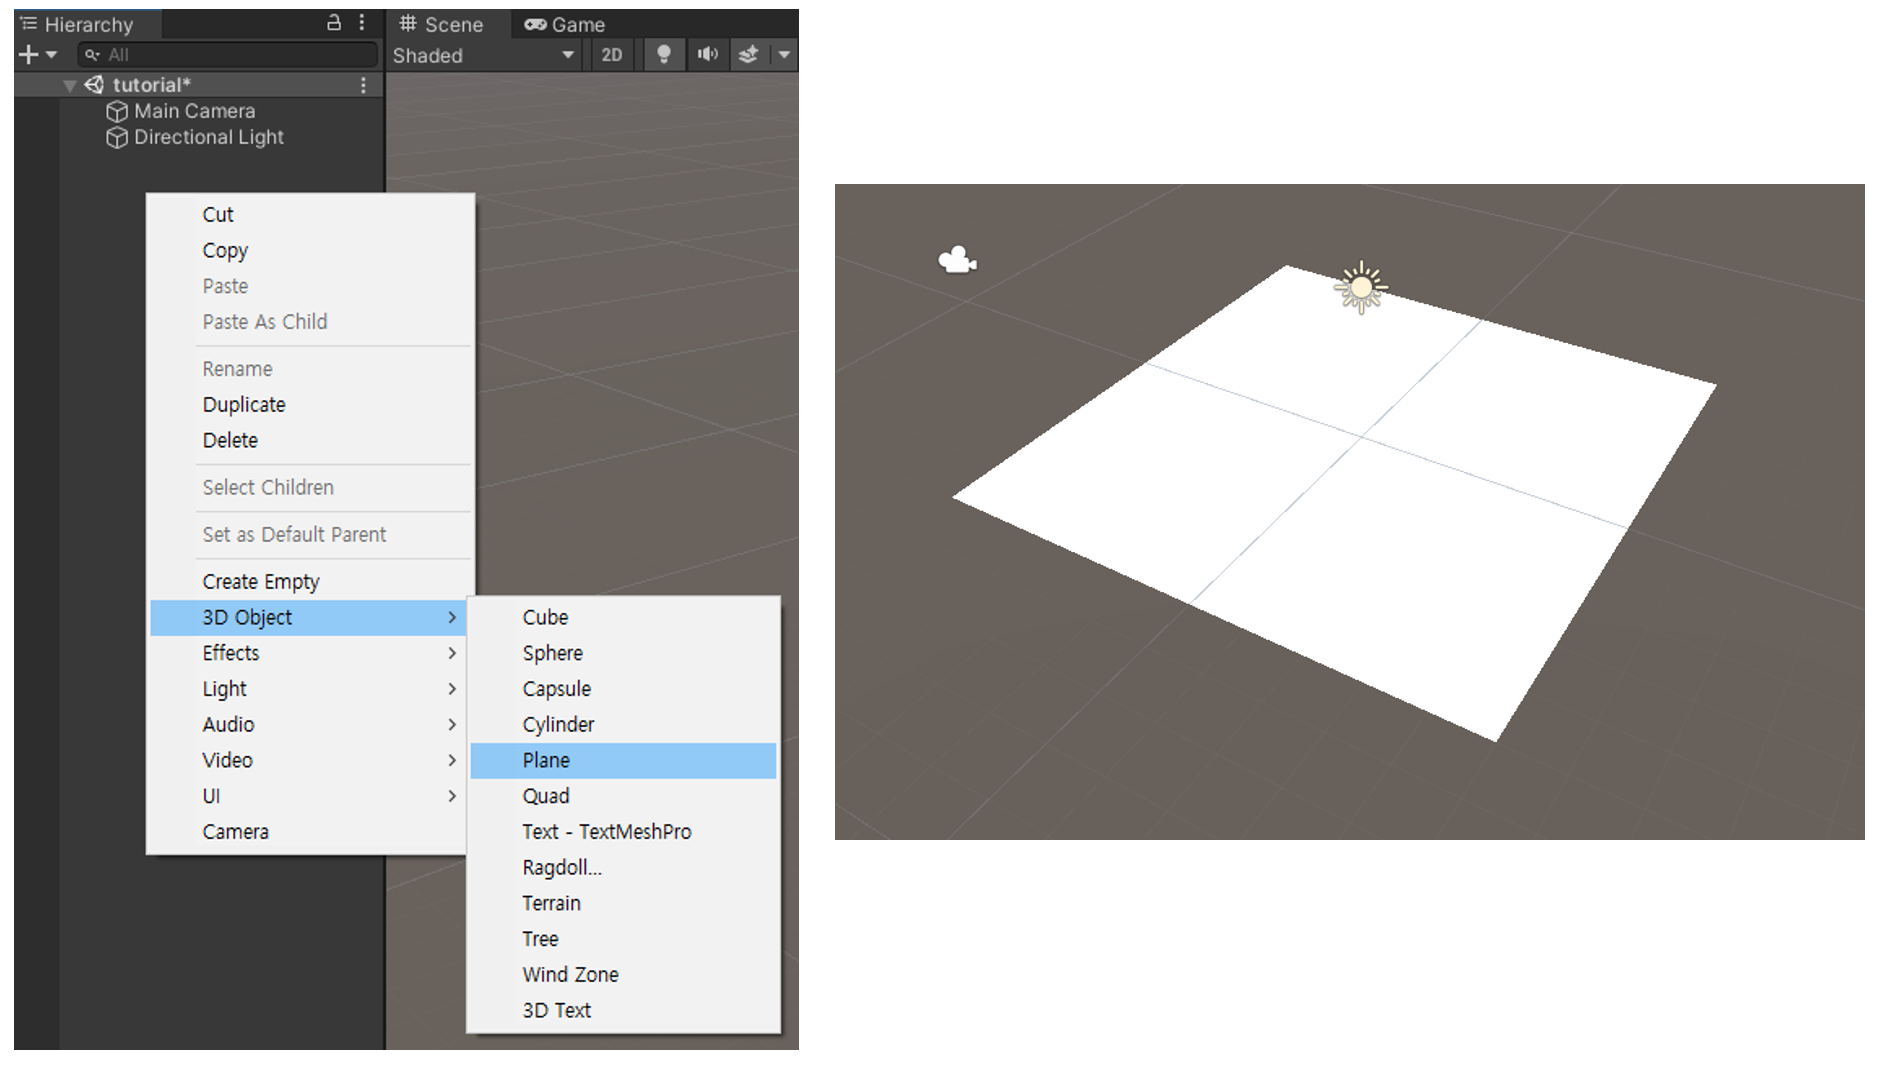 Hierarchy
All
tutorial*
Main Camera
Directional Light
Scene
Game
Shaded
2D
Cut
Copy
Paste
Paste As Child
Rename
Duplicate
Delete
Select Children
Set as Default Parent
Create Empty
3D Object
Effects
Light
Audio
Video
UI
Camera
Cube
Sphere
Capsule
Cylinder
Plane
Quad
Text - TextMeshPro
Ragdoll...
Terrain
Tree
Wind Zone
3D Text